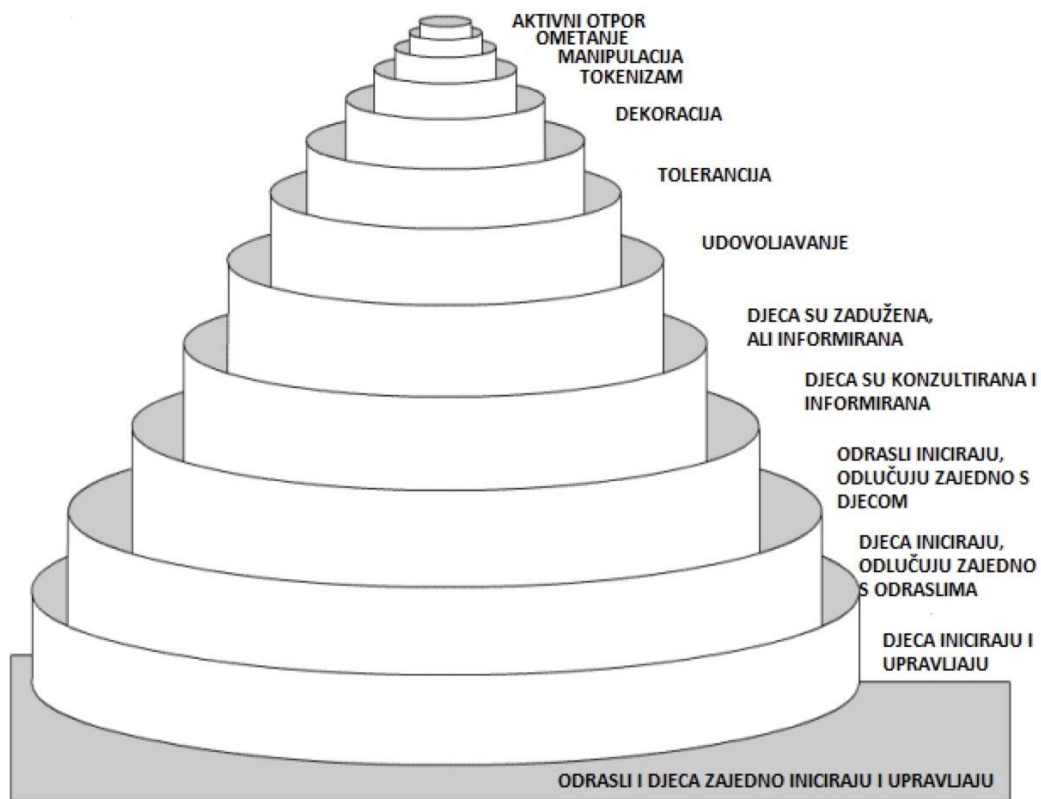 AKTIVNI OTPOR
OMETANJE
MANIPULACIJA
TOKENIZAM
DEKORACIJA
TOLERANCIJA
UDOVOLJAVANJE
DJECA SU ZADUŽENA,
ALI INFORMIRANA
DJECA SU KONZULTIRANA I
INFORMIRANA
ODRASLI INICIRAJU,
ODLUČUJU ZAJEDNO S
DJECOM
DJECA INICIRAJU,
ODLUČUJU ZAJEDNO
S ODRASLIMA
DJECA INICIRAJU I
UPRAVLJAJU
ODRASLI I DJECA ZAJEDNO INICIRAJU I UPRAVLJAJU